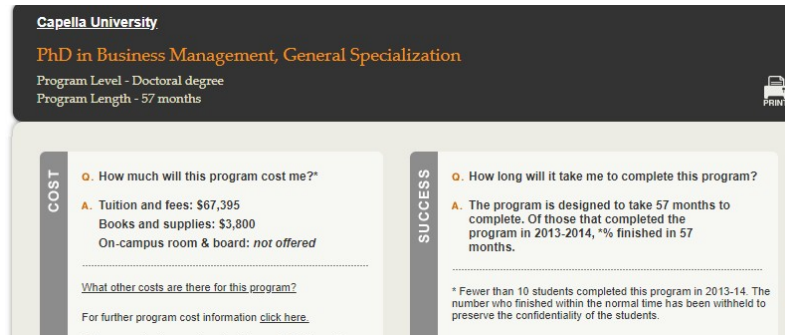 Capella University
PhD in Business Management, General Specialization
Program Level - Doctoral degree
Program Length - 57 months
PRINT
COST
Q. How much will this program cost me?*
A. Tuition and fees: $67,395
Books and supplies: $3,800
On-campus room & board: not offered
What other costs are there for this program?
For further program cost information click here.
SUCCESS
Q. How long will it take me to complete this program?
A. The program is designed to take 57 months to
complete. Of those that completed the
program in 2013-2014, *% finished in 57
months.
* Fewer than 10 students completed this program in 2013-14. The
number who finished within the normal time has been withheld to
preserve the confidentiality of the students.